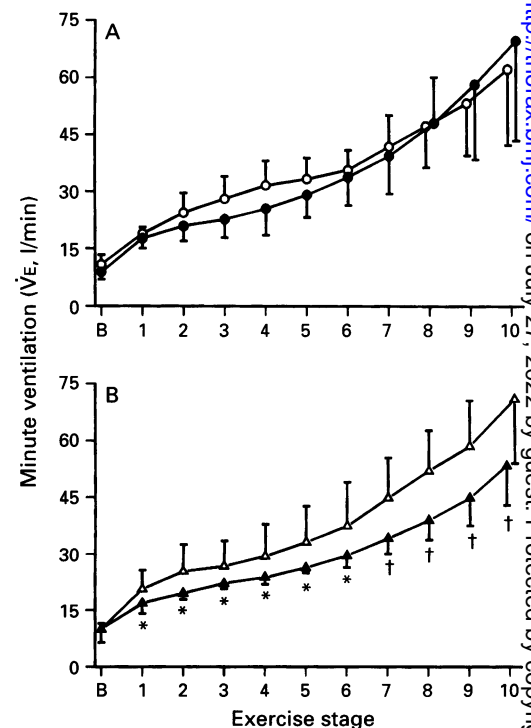 A
75
60
45
30
15
0
B 1 2 3 4 5 6 7 8 9 10
Minute ventilation (V̇E, l/min)
B
75
60
45
30
15
0
* * * * * * † † † †
B 1 2 3 4 5 6 7 8 9 10
Exercise stage